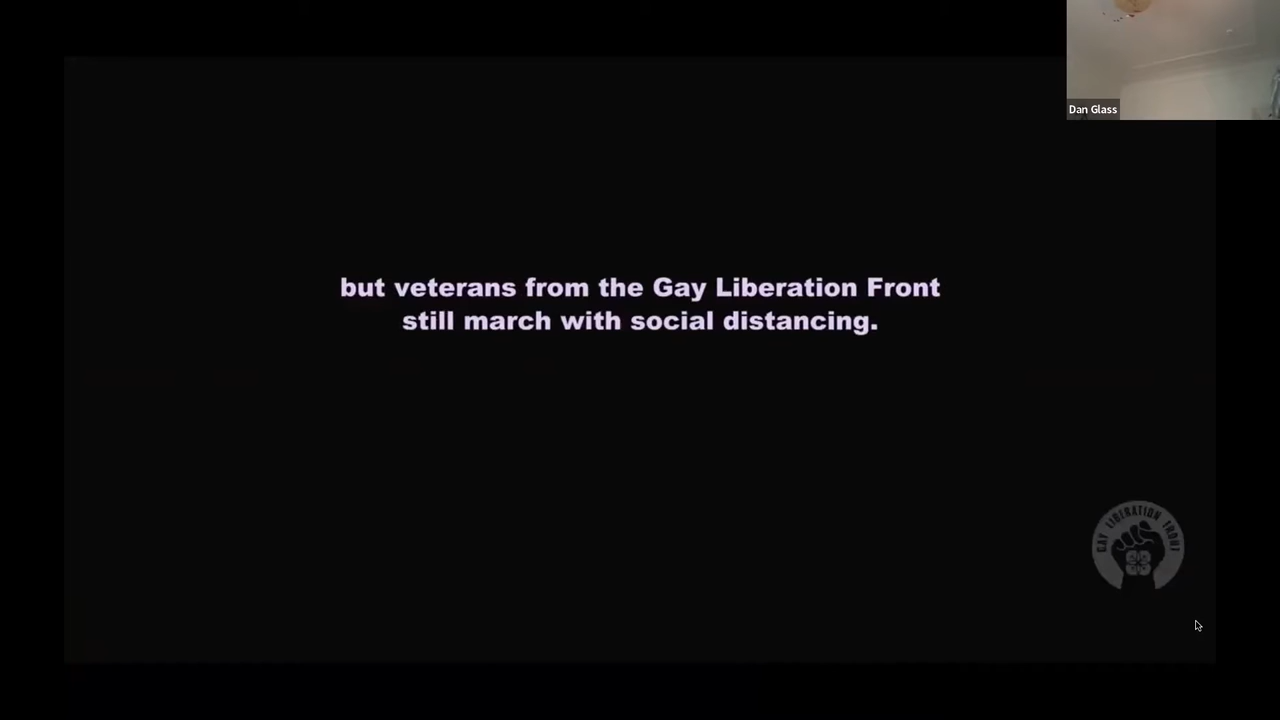 Dan Glass
but veterans from the Gay Liberation Front
still march with social distancing.
GAY LIBERATION FRONT